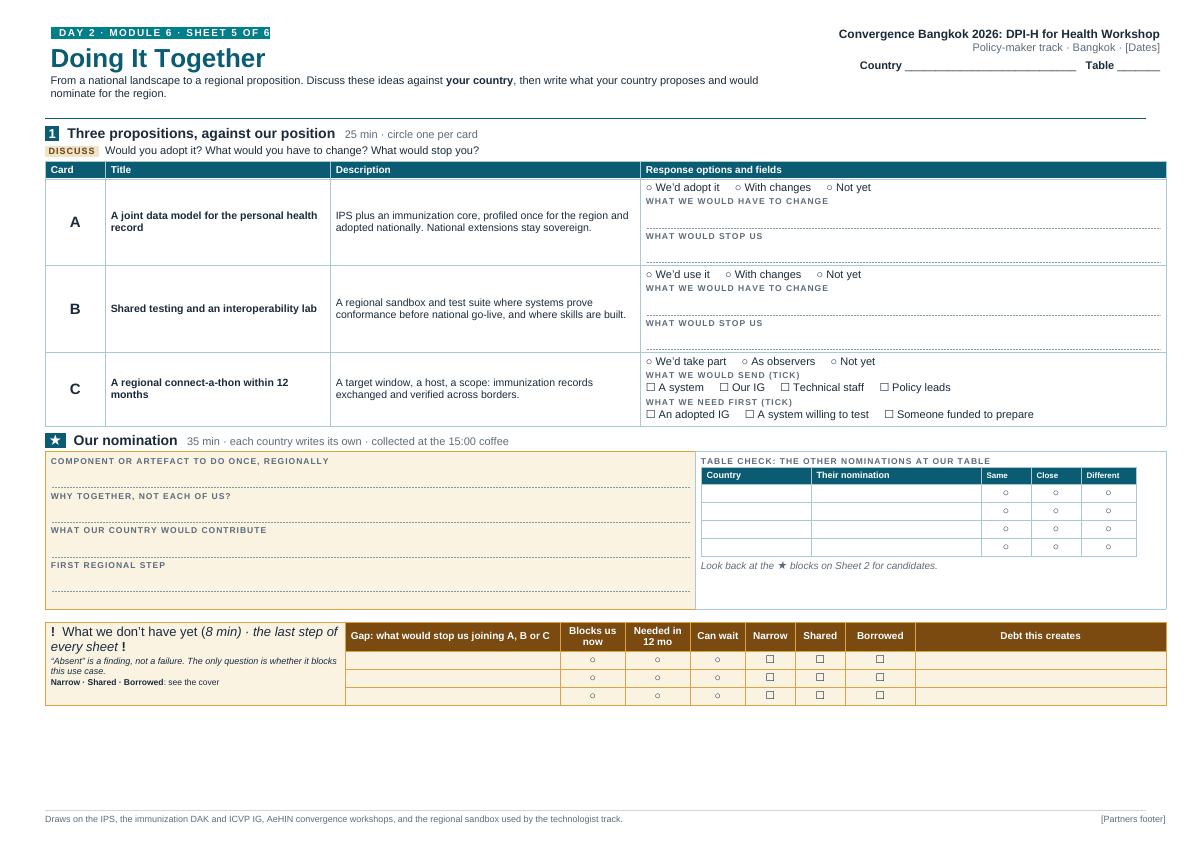 DAY 2 · MODULE 6 · SHEET 5 OF 6
Doing It Together
From a national landscape to a regional proposition. Discuss these ideas against your country, then write what your country proposes and would
nominate for the region.
Convergence Bangkok 2026: DPI-H for Health Workshop
Policy-maker track · Bangkok · [Dates]
Country ____________________________ Table _______
1 Three propositions, against our position 25 min · circle one per card
DISCUSS Would you adopt it? What would you have to change? What would stop you?
Card Title Description Response options and fields
A
A joint data model for the personal health
record
IPS plus an immunization core, profiled once for the region and
adopted nationally. National extensions stay sovereign.
○ We'd adopt it ○ With changes ○ Not yet
WHAT WE WOULD HAVE TO CHANGE
WHAT WOULD STOP US
B
Shared testing and an interoperability lab
A regional sandbox and test suite where systems prove
conformance before national go-live, and where skills are built.
○ We'd use it ○ With changes ○ Not yet
WHAT WE WOULD HAVE TO CHANGE
WHAT WOULD STOP US
C
A regional connect-a-thon within 12
months
A target window, a host, a scope: immunization records
exchanged and verified across borders.
○ We'd take part ○ As observers ○ Not yet
WHAT WE WOULD SEND (TICK)
☐ A system ☐ Our IG ☐ Technical staff ☐ Policy leads
WHAT WE NEED FIRST (TICK)
☐ An adopted IG ☐ A system willing to test ☐ Someone funded to prepare
★ Our nomination 35 min · each country writes its own · collected at the 15:00 coffee
COMPONENT OR ARTEFACT TO DO ONCE, REGIONALLY
WHY TOGETHER, NOT EACH OF US?
WHAT OUR COUNTRY WOULD CONTRIBUTE
FIRST REGIONAL STEP
TABLE CHECK: THE OTHER NOMINATIONS AT OUR TABLE
Country Their nomination Same Close Different
○ ○ ○
○ ○ ○
○ ○ ○
○ ○ ○
Look back at the ★ blocks on Sheet 2 for candidates.
! What we don't have yet (8 min) · the last step of
every sheet !
"Absent" is a finding, not a failure. The only question is whether it blocks
this use case.
Narrow · Shared · Borrowed: see the cover
Gap: what would stop us joining A, B or C Blocks us now Needed in 12 mo Can wait Narrow Shared Borrowed Debt this creates
○ ○ ○ ☐ ☐ ☐
○ ○ ○ ☐ ☐ ☐
○ ○ ○ ☐ ☐ ☐
Draws on the IPS, the immunization DAK and ICVP IG, AeHIN convergence workshops, and the regional sandbox used by the technologist track.
[Partners footer]